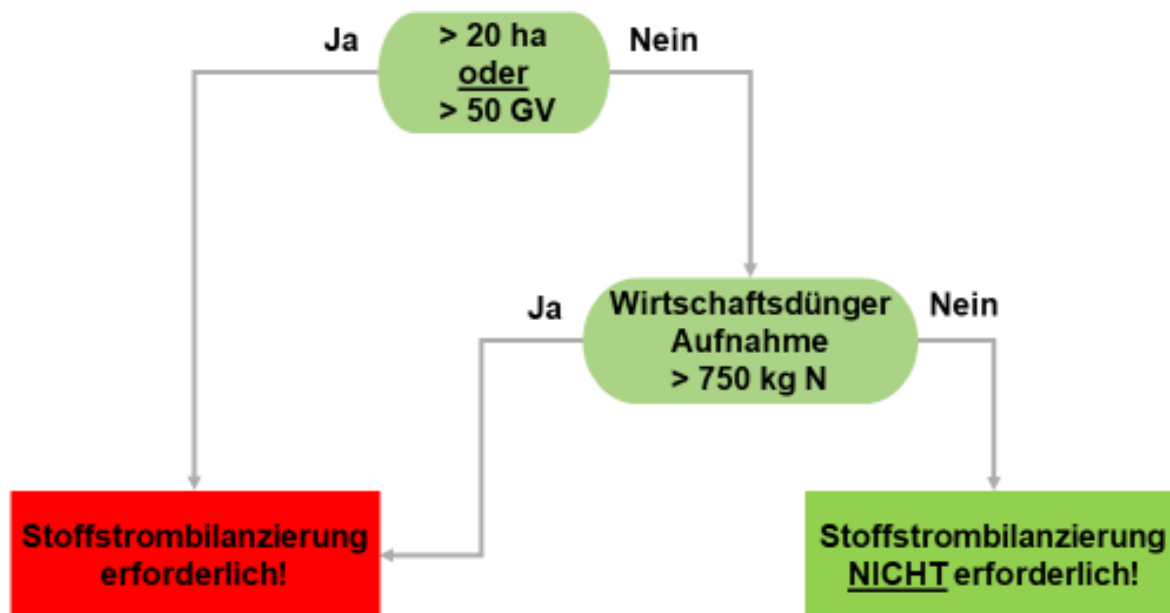 Ja
> 20 ha
oder
> 50 GV
Nein
Ja
Wirtschaftsdünger
Aufnahme
> 750 kg N
Nein
Stoffstrombilanzierung
erforderlich!
Stoffstrombilanzierung
NICHT erforderlich!